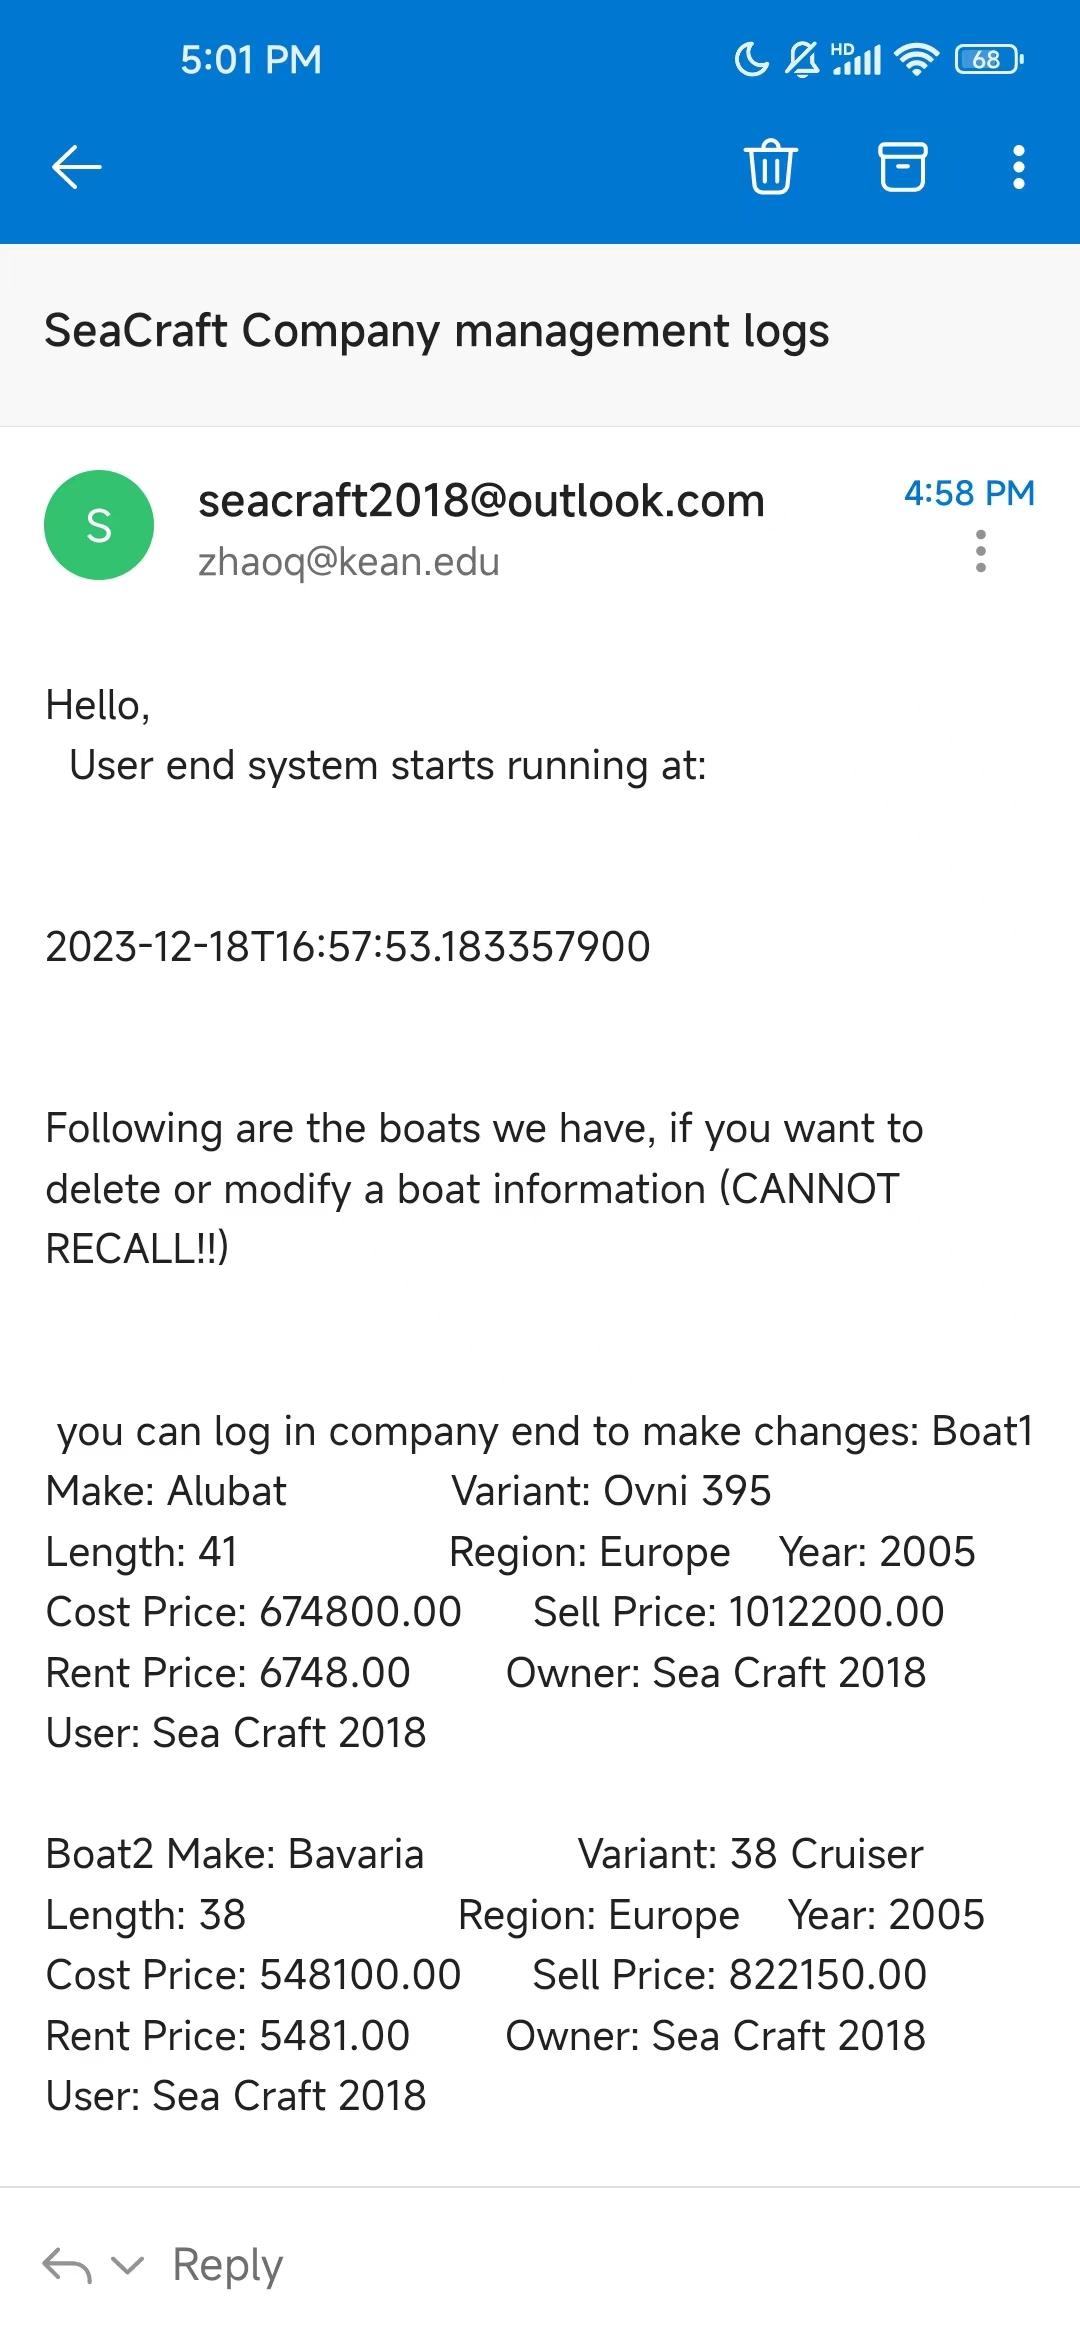 5:01 PM
HD
68
SeaCraft Company management logs
S
seacraft2018@outlook.com
4:58 PM
zhaoq@kean.edu
Hello,
User end system starts running at:
2023-12-18T16:57:53.183357900
Following are the boats we have, if you want to
delete or modify a boat information (CANNOT
RECALL!!)
you can log in company end to make changes: Boat1
Make: Alubat Variant: Ovni 395
Length: 41 Region: Europe Year: 2005
Cost Price: 674800.00 Sell Price: 1012200.00
Rent Price: 6748.00 Owner: Sea Craft 2018
User: Sea Craft 2018
Boat2 Make: Bavaria Variant: 38 Cruiser
Length: 38 Region: Europe Year: 2005
Cost Price: 548100.00 Sell Price: 822150.00
Rent Price: 5481.00 Owner: Sea Craft 2018
User: Sea Craft 2018
Reply